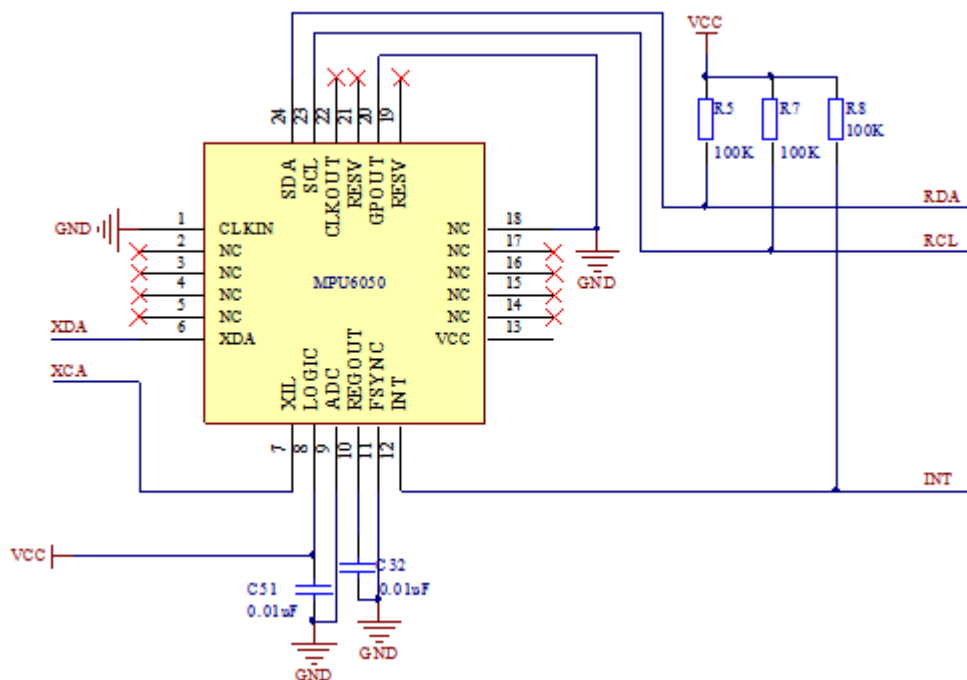 VCC
R5
R7
R8
100K
100K
100K
24
23
22
21
20
19
SDA
SCL
CLKOUT
RESV
GPOUT
RESV
RDA
RCL
GND
1
CLKIN
2
NC
3
NC
4
NC
5
NC
6
XDA
XDA
XCA
MPU6050
NC
18
NC
17
NC
16
NC
15
NC
14
VCC
13
GND
XIL
LOGIC
ADC
REGOUT
FSYNC
INT
7
8
9
10
11
12
INT
VCC
C51
0.01uF
C32
0.01uF
GND
GND